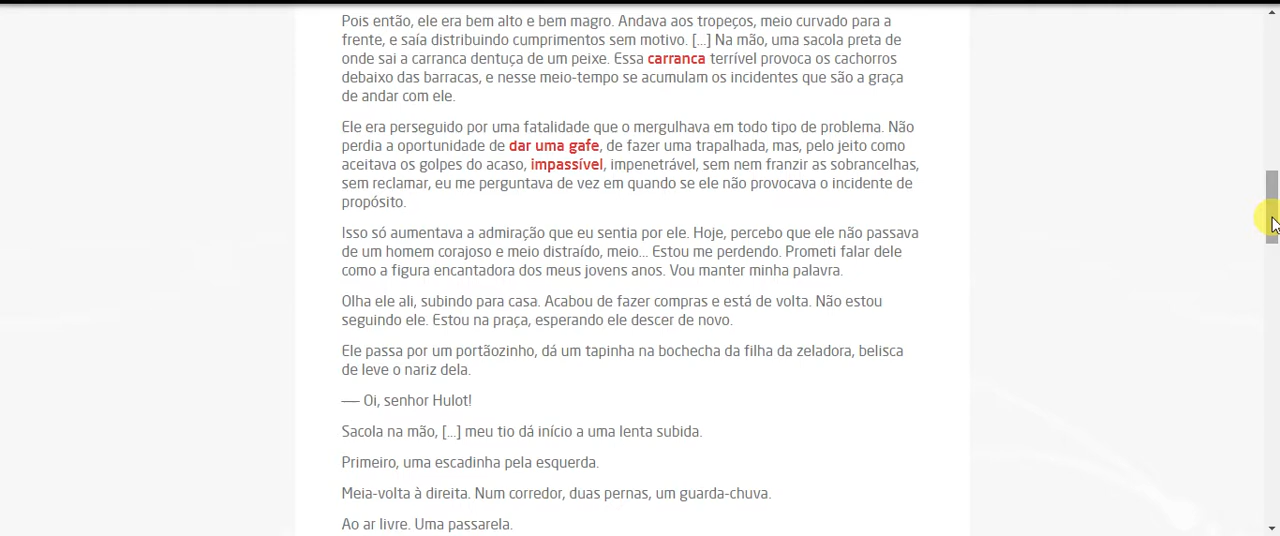 Pois então, ele era bem alto e bem magro. Andava aos tropeços, meio curvado para a
frente, e saía distribuindo cumprimentos sem motivo. [...] Na mão, uma sacola preta de
onde sai a carranca dentuça de um peixe. Essa carranca terrível provoca os cachorros
debaixo das barracas, e nesse meio-tempo se acumulam os incidentes que são a graça
de andar com ele.
Ele era perseguido por uma fatalidade que o mergulhava em todo tipo de problema. Não
perdia a oportunidade de dar uma gafe, de fazer uma trapalhada, mas, pelo jeito como
aceitava os golpes do acaso, impassível, impenetrável, sem nem franzir as sobrancelhas,
sem reclamar, eu me perguntava de vez em quando se ele não provocava o incidente de
propósito.
Isso só aumentava a admiração que eu sentia por ele. Hoje, percebo que ele não passava
de um homem corajoso e meio distraído, meio... Estou me perdendo. Prometi falar dele
como a figura encantadora dos meus jovens anos. Vou manter minha palavra.
Olha ele ali, subindo para casa. Acabou de fazer compras e está de volta. Não estou
seguindo ele. Estou na praça, esperando ele descer de novo.
Ele passa por um portãozinho, dá um tapinha na bochecha da filha da zeladora, belisca
de leve o nariz dela.
— Oi, senhor Hulot!
Sacola na mão, [...] meu tio dá início a uma lenta subida.
Primeiro, uma escadinha pela esquerda.
Meia-volta à direita. Num corredor, duas pernas, um guarda-chuva.
Ao ar livre. Uma passarela.